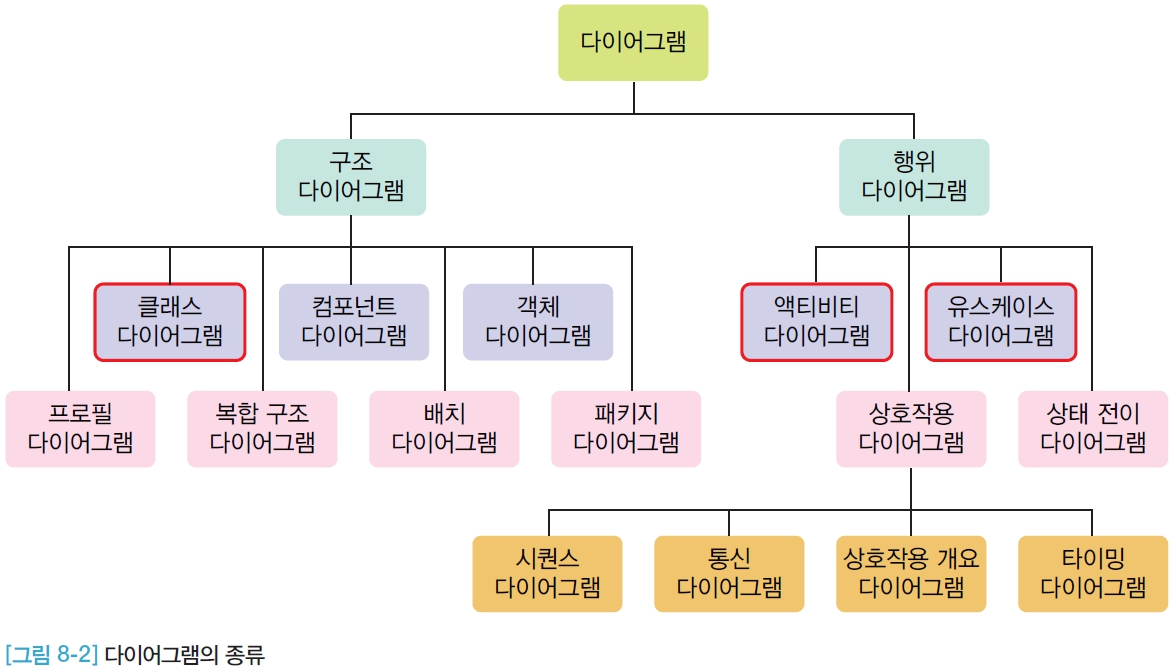 다이어그램
구조
다이어그램
행위
다이어그램
클래스
다이어그램
컴포넌트
다이어그램
객체
다이어그램
액티비티
다이어그램
유스케이스
다이어그램
프로필
다이어그램
복합 구조
다이어그램
배치
다이어그램
패키지
다이어그램
상호작용
다이어그램
상태 전이
다이어그램
시퀀스
다이어그램
통신
다이어그램
상호작용 개요
다이어그램
타이밍
다이어그램
[그림 8-2] 다이어그램의 종류